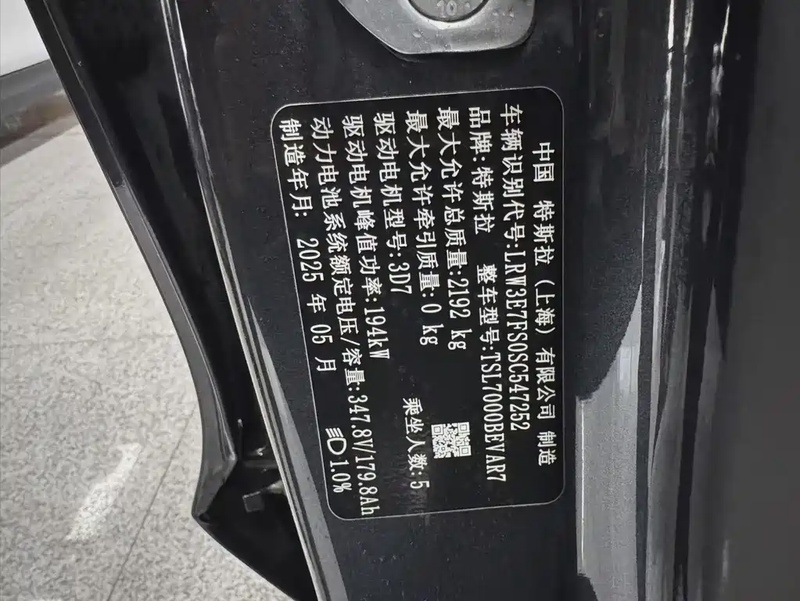 10
中国 特斯拉(上海)有限公司 制造
车辆识别代号:LRW3E7FS0SC547252
品牌:特斯拉 整车型号:TSL7000BEVAR7
最大允许总质量:2192 kg
最大允许牵引质量:0 kg 乘坐人数:5
驱动电机型号:3D7
驱动电机峰值功率:194kW
动力电池系统额定电压/容量:347.8V/179.8Ah
制造年月: 2025 年 05 月 1.0%